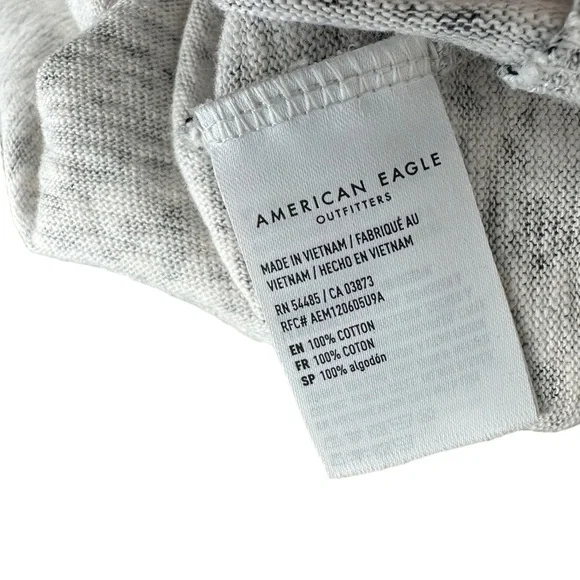 AMERICAN EAGLE
OUTFITTERS
MADE IN VIETNAM / FABRIQUÉ AU
VIETNAM / HECHO EN VIETNAM
RN 54485 / CA 03873
RFC# AEM120605U9A
EN 100% COTTON
FR 100% COTON
SP 100% algodón